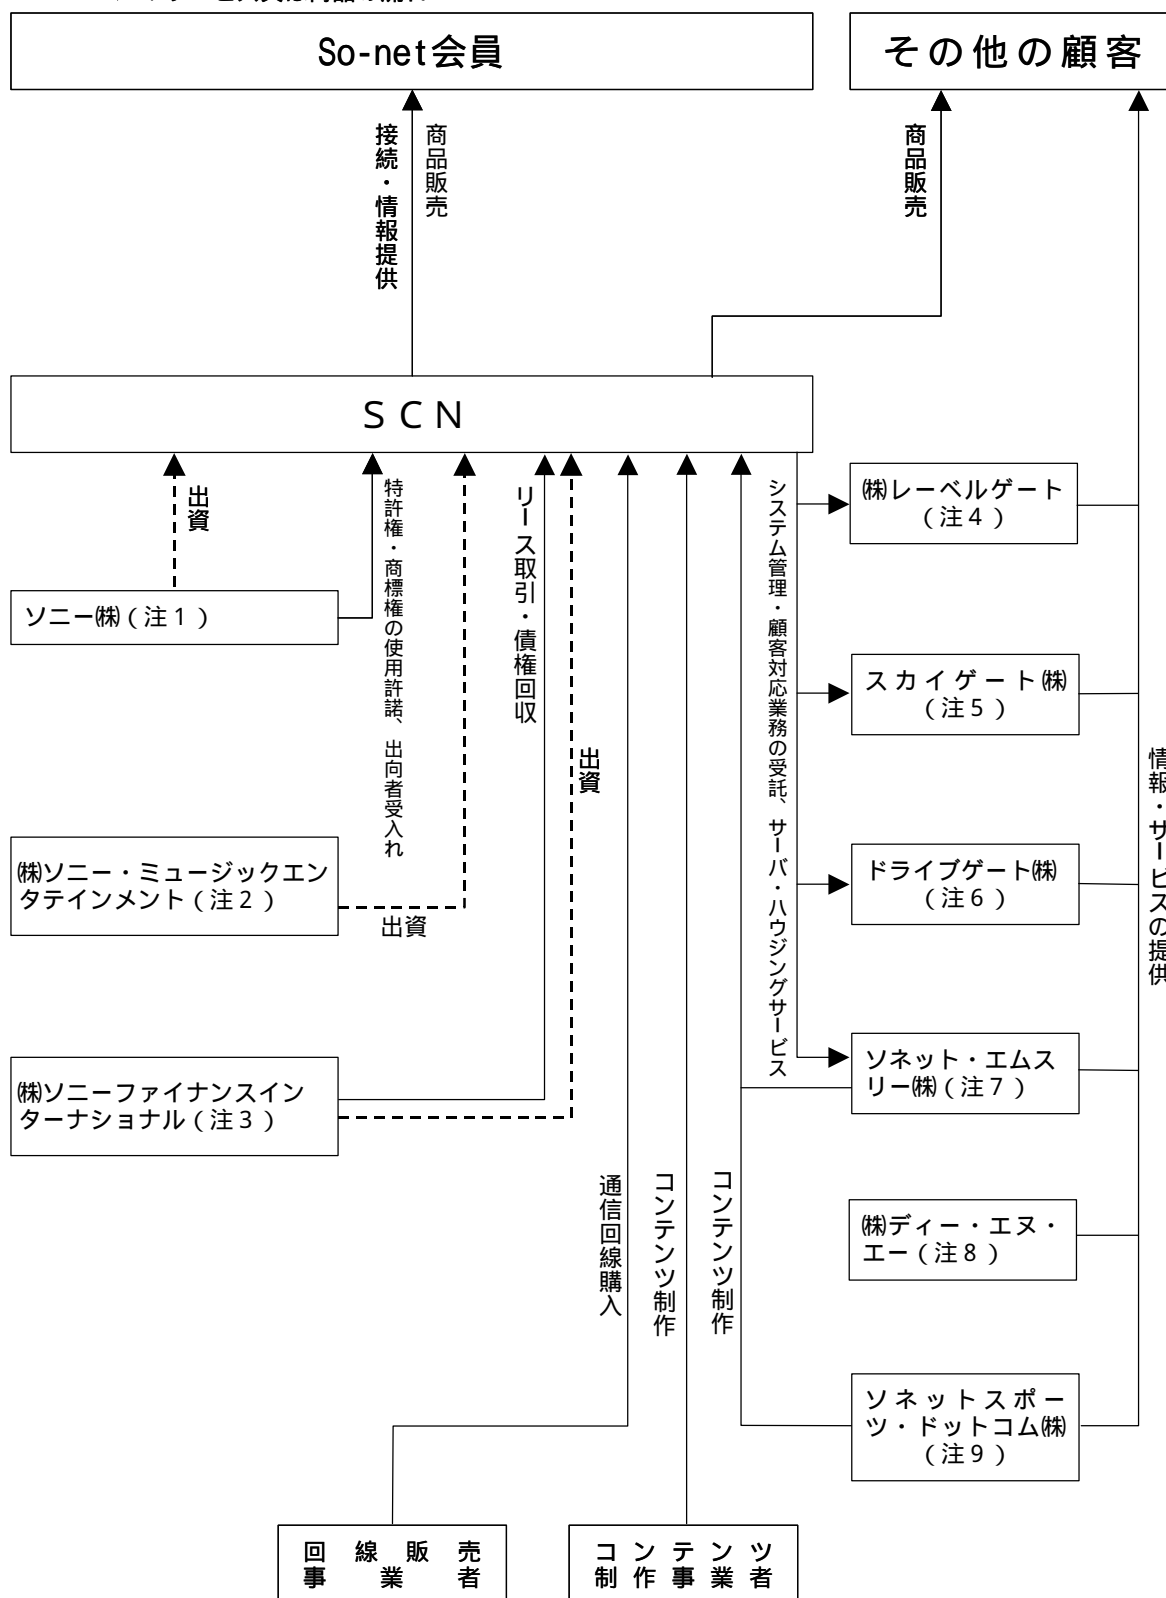 So-net会員
その他の顧客
接続・情報提供
商品販売
商品販売
SCN
出資
特許権・商標権の使用許諾、出向者受入れ
リース取引・債権回収
出資
システム管理・顧客対応業務の受託、サーバ・ハウジングサービス
㈱レーベルゲート
(注4)
ソニー㈱(注1)
スカイゲート㈱
(注5)
情報・サービスの提供
㈱ソニー・ミュージックエン
タテインメント(注2)
出資
ドライブゲート㈱
(注6)
㈱ソニーファイナンスイン
ターナショナル(注3)
ソネット・エムス
リー㈱(注7)
通信回線購入
コンテンツ制作
コンテンツ制作
㈱ディー・エヌ・
エー(注8)
ソネットスポー
ツ・ドットコム㈱
(注9)
回線販売
事業者
コンテンツ
制作事業者